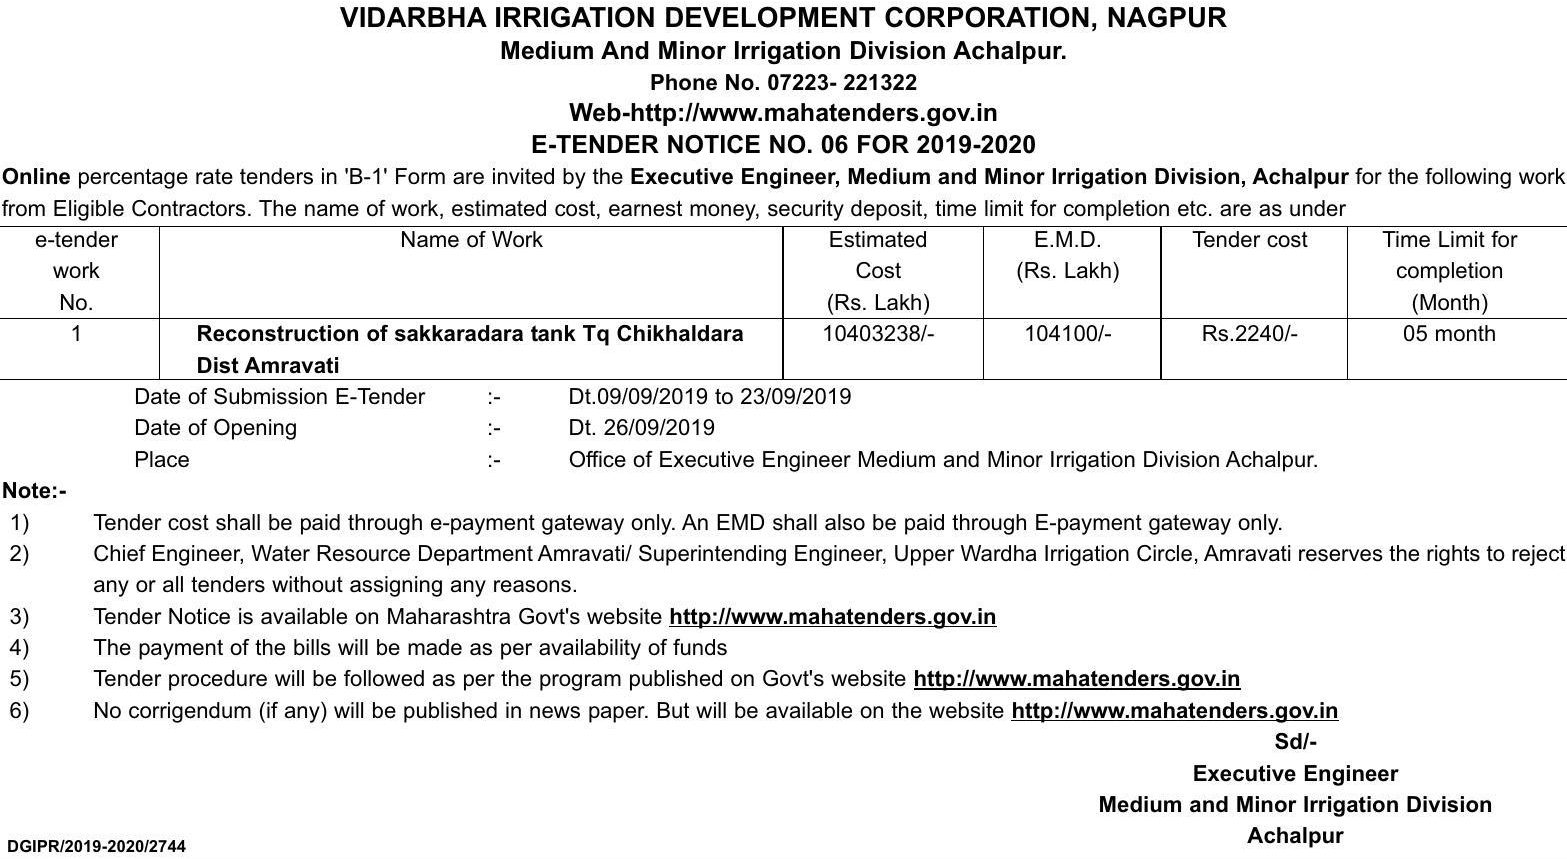 VIDARBHA IRRIGATION DEVELOPMENT CORPORATION, NAGPUR
Medium And Minor Irrigation Division Achalpur.
Phone No. 07223- 221322
Web-http://www.mahatenders.gov.in
E-TENDER NOTICE NO. 06 FOR 2019-2020
Online percentage rate tenders in 'B-1' Form are invited by the Executive Engineer, Medium and Minor Irrigation Division, Achalpur for the following work
from Eligible Contractors. The name of work, estimated cost, earnest money, security deposit, time limit for completion etc. are as under
e-tender Name of Work Estimated E.M.D. Tender cost Time Limit for
work Cost (Rs. Lakh) completion
No. (Rs. Lakh) (Month)
1 Reconstruction of sakkaradara tank Tq Chikhaldara 10403238/- 104100/- Rs.2240/- 05 month
Dist Amravati
Date of Submission E-Tender :- Dt.09/09/2019 to 23/09/2019
Date of Opening :- Dt. 26/09/2019
Place :- Office of Executive Engineer Medium and Minor Irrigation Division Achalpur.
Note:-
1) Tender cost shall be paid through e-payment gateway only. An EMD shall also be paid through E-payment gateway only.
2) Chief Engineer, Water Resource Department Amravati/ Superintending Engineer, Upper Wardha Irrigation Circle, Amravati reserves the rights to reject
any or all tenders without assigning any reasons.
3) Tender Notice is available on Maharashtra Govt's website http://www.mahatenders.gov.in
4) The payment of the bills will be made as per availability of funds
5) Tender procedure will be followed as per the program published on Govt's website http://www.mahatenders.gov.in
6) No corrigendum (if any) will be published in news paper. But will be available on the website http://www.mahatenders.gov.in
Sd/-
Executive Engineer
Medium and Minor Irrigation Division
Achalpur
DGIPR/2019-2020/2744